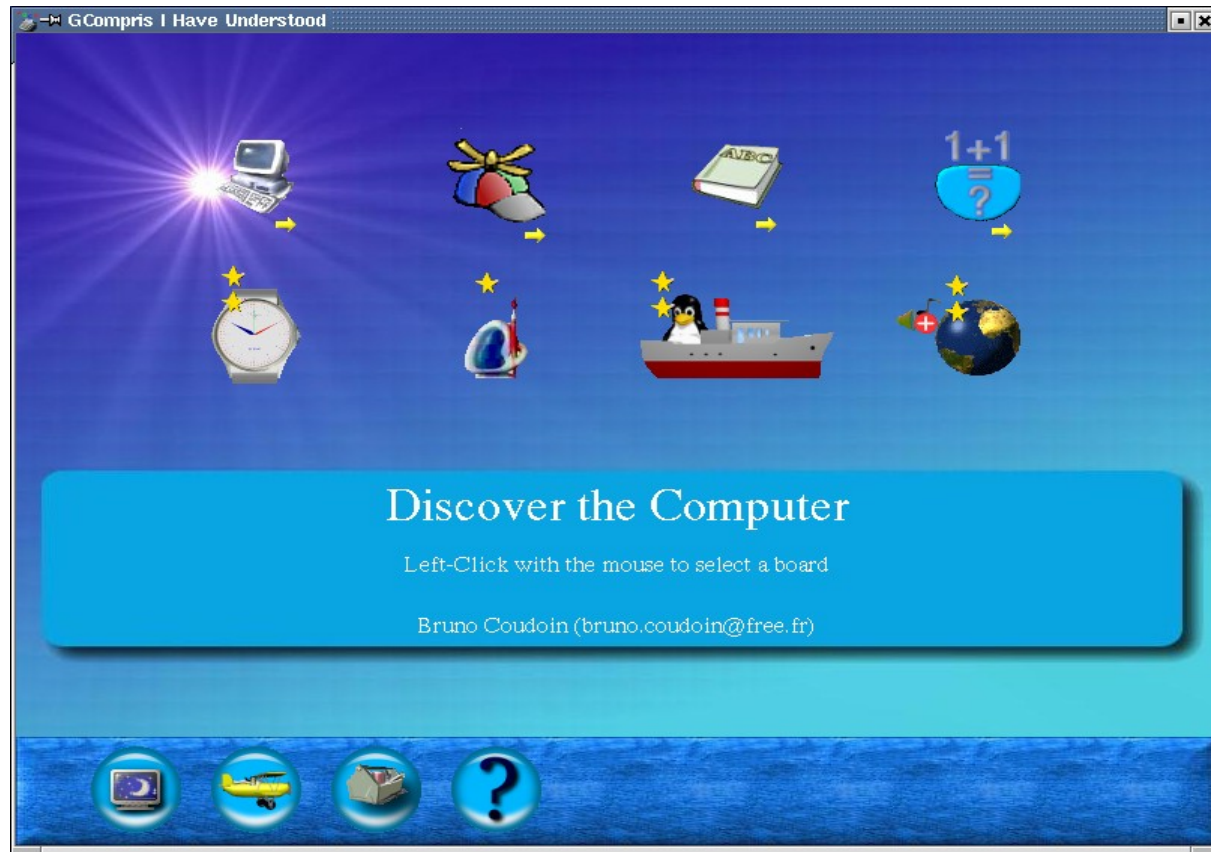 GCompris I Have Understood
ABC
1+1
=
?
Discover the Computer
Left-Click with the mouse to select a board
Bruno Coudoin (bruno.coudoin@free.fr)
?